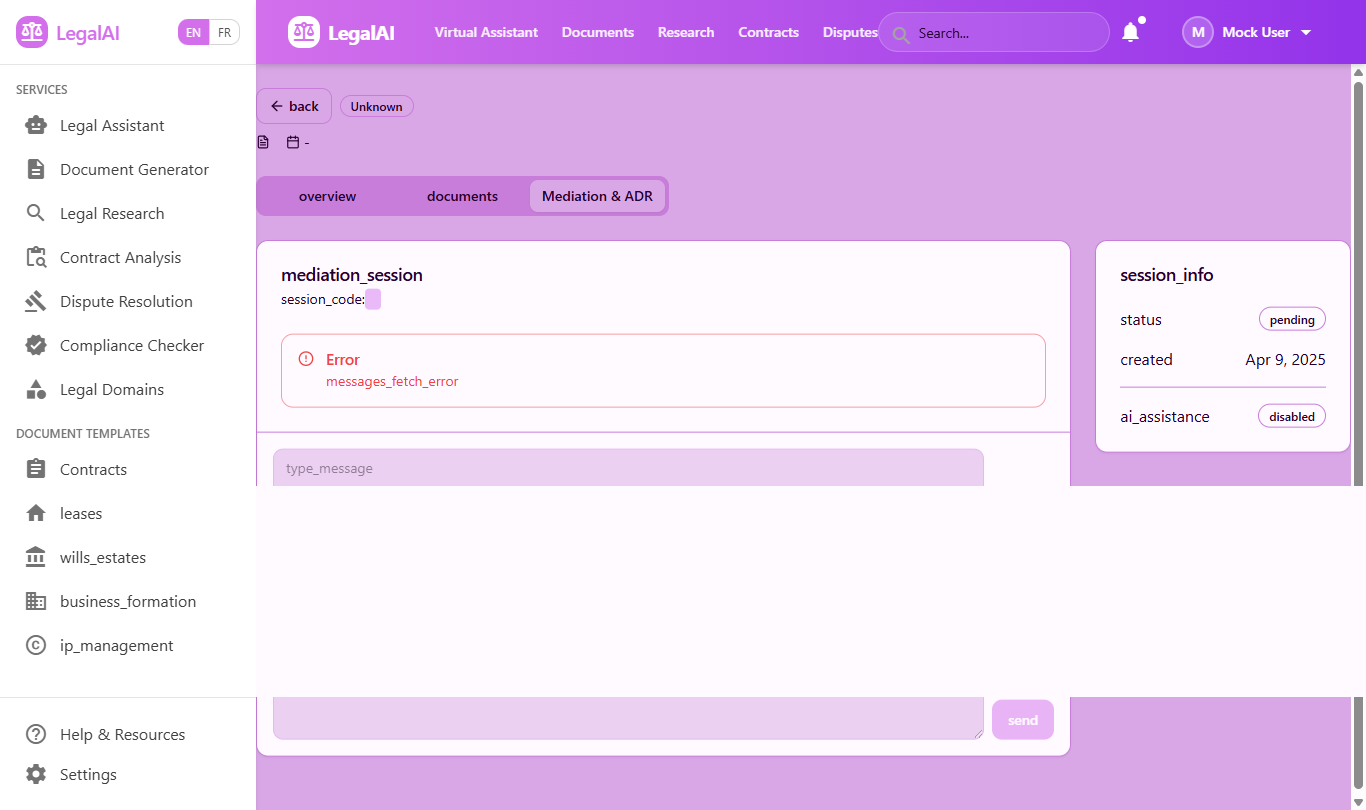 LegalAI
EN FR
LegalAI
Virtual Assistant
Documents
Research
Contracts
Disputes
Search...
M Mock User
SERVICES
Legal Assistant
Document Generator
Legal Research
Contract Analysis
Dispute Resolution
Compliance Checker
Legal Domains
DOCUMENT TEMPLATES
Contracts
leases
wills_estates
business_formation
ip_management
Help & Resources
Settings
back
Unknown
-
overview
documents
Mediation & ADR
mediation_session
session_code:
Error
messages_fetch_error
type_message
send
session_info
status pending
created Apr 9, 2025
ai_assistance disabled